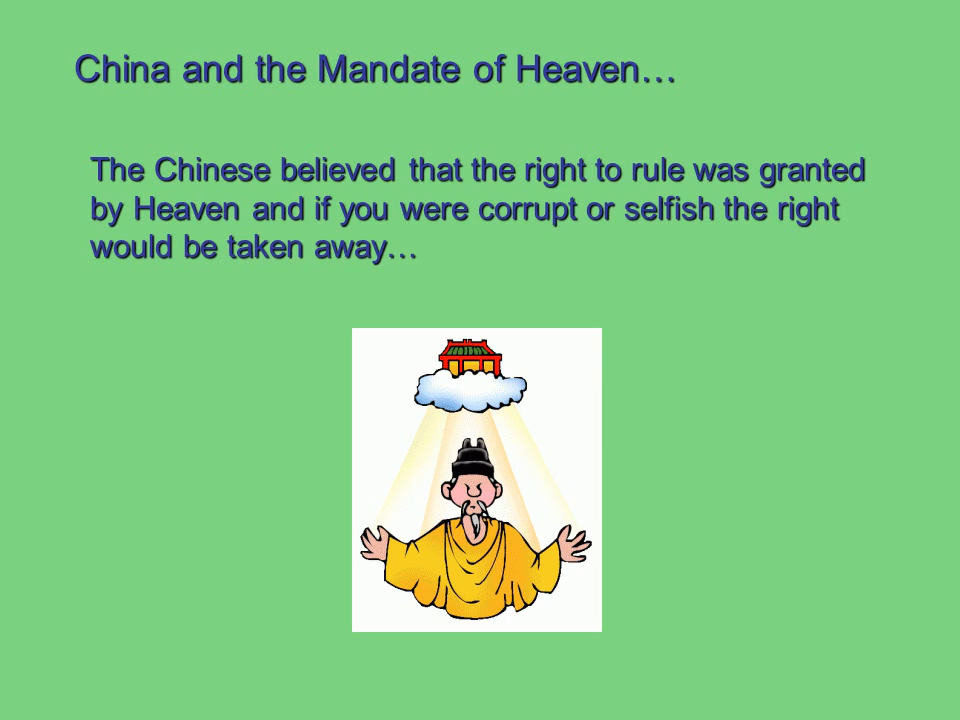 China and the Mandate of Heaven…
The Chinese believed that the right to rule was granted
by Heaven and if you were corrupt or selfish the right
would be taken away…